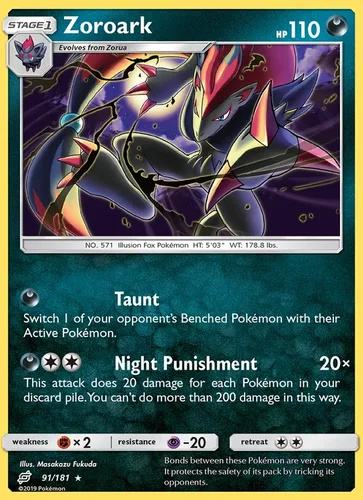 STAGE1 Zoroark HP 110
Evolves from Zorua
NO. 571 Illusion Fox Pokémon HT: 5'03" WT: 178.8 lbs.
Taunt
Switch 1 of your opponent's Benched Pokémon with their
Active Pokémon.
Night Punishment 20×
This attack does 20 damage for each Pokémon in your
discard pile. You can't do more than 200 damage in this way.
weakness ×2 resistance -20 retreat
Illus. Masakazu Fukuda
91/181 ★
©2019 Pokémon
Bonds between these Pokémon are very strong.
It protects the safety of its pack by tricking its
opponents.